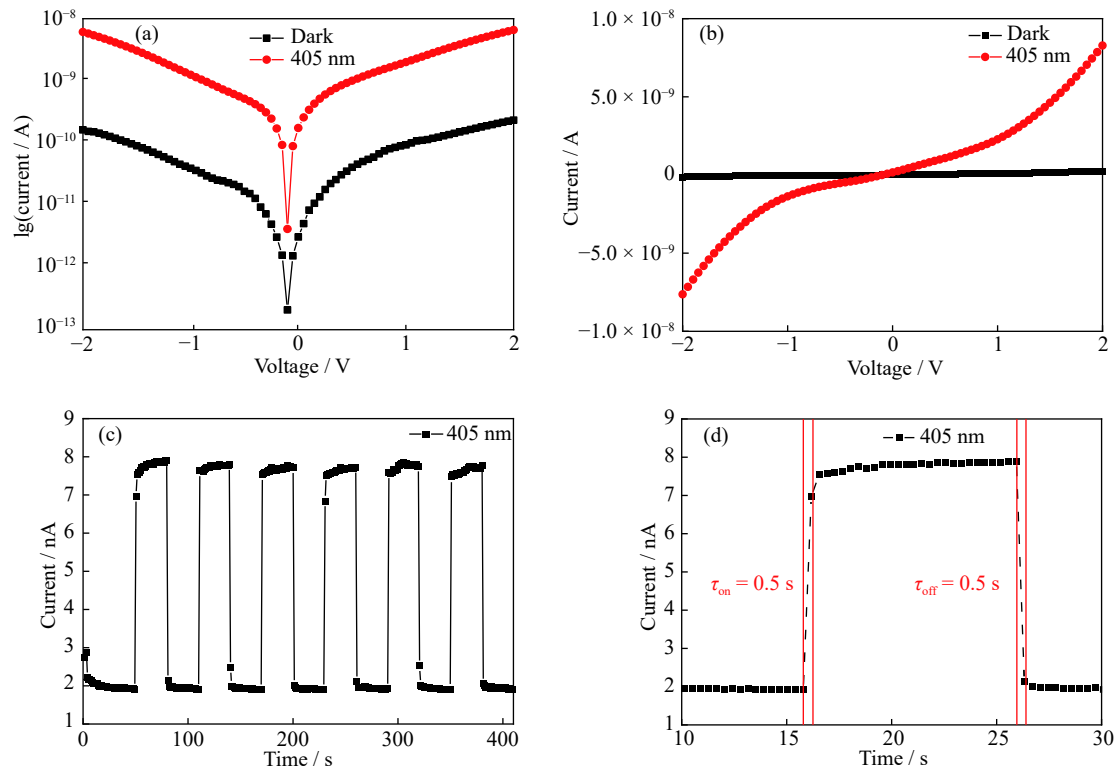 (a)
Dark
405 nm
10⁻⁸
10⁻⁹
10⁻¹⁰
10⁻¹¹
10⁻¹²
10⁻¹³
lg(current / A)
−2
−1
0
1
2
Voltage / V
(b)
Dark
405 nm
1.0 × 10⁻⁸
5.0 × 10⁻⁹
0
−5.0 × 10⁻⁹
−1.0 × 10⁻⁸
Current / A
−2
−1
0
1
2
Voltage / V
(c)
405 nm
9
8
7
6
5
4
3
2
1
Current / nA
0
100
200
300
400
Time / s
(d)
405 nm
9
8
7
6
5
4
3
2
1
Current / nA
τon = 0.5 s
τoff = 0.5 s
10
15
20
25
30
Time / s